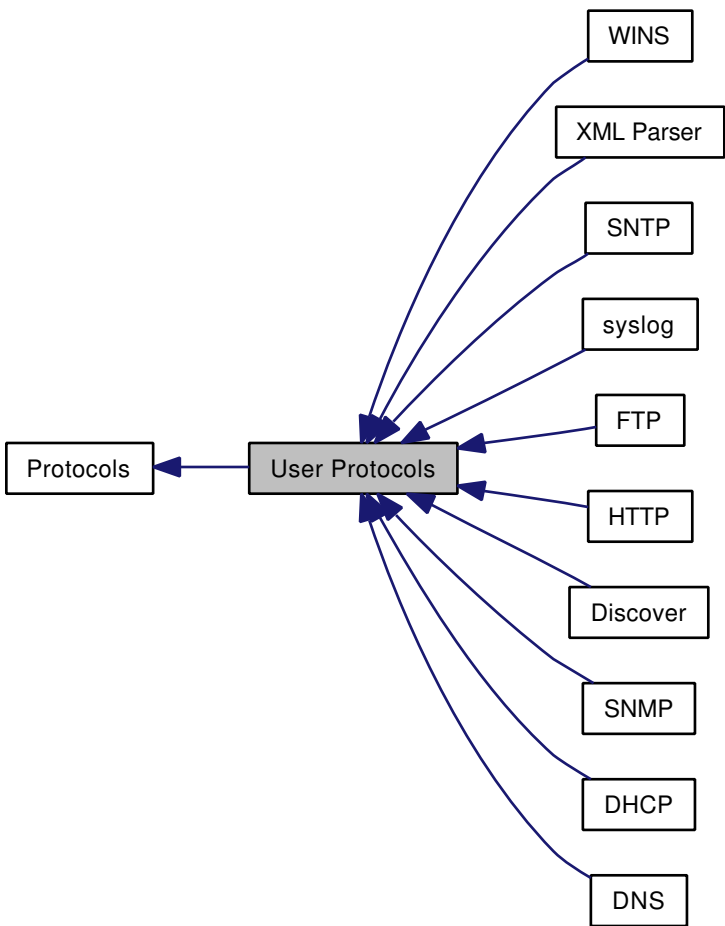 WINS
XML Parser
SNTP
syslog
FTP
Protocols
User Protocols
HTTP
Discover
SNMP
DHCP
DNS